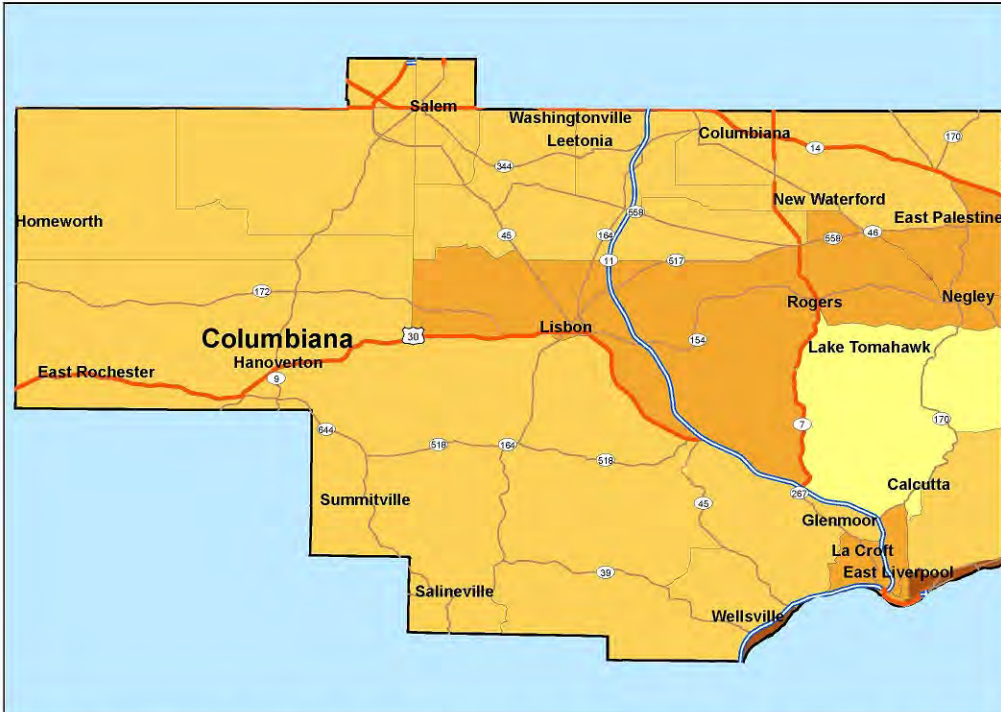 Salem
Washingtonville
Leetonia
Columbiana
170
14
344
New Waterford
Homeworth
558
East Palestine
45
164
558
46
11
517
172
Negley
Rogers
Lisbon
Columbiana
30
154
Lake Tomahawk
Hanoverton
East Rochester
9
7
170
644
518
164
518
Calcutta
267
Summitville
45
Glenmoor
La Croft
39
East Liverpool
Salineville
Wellsville